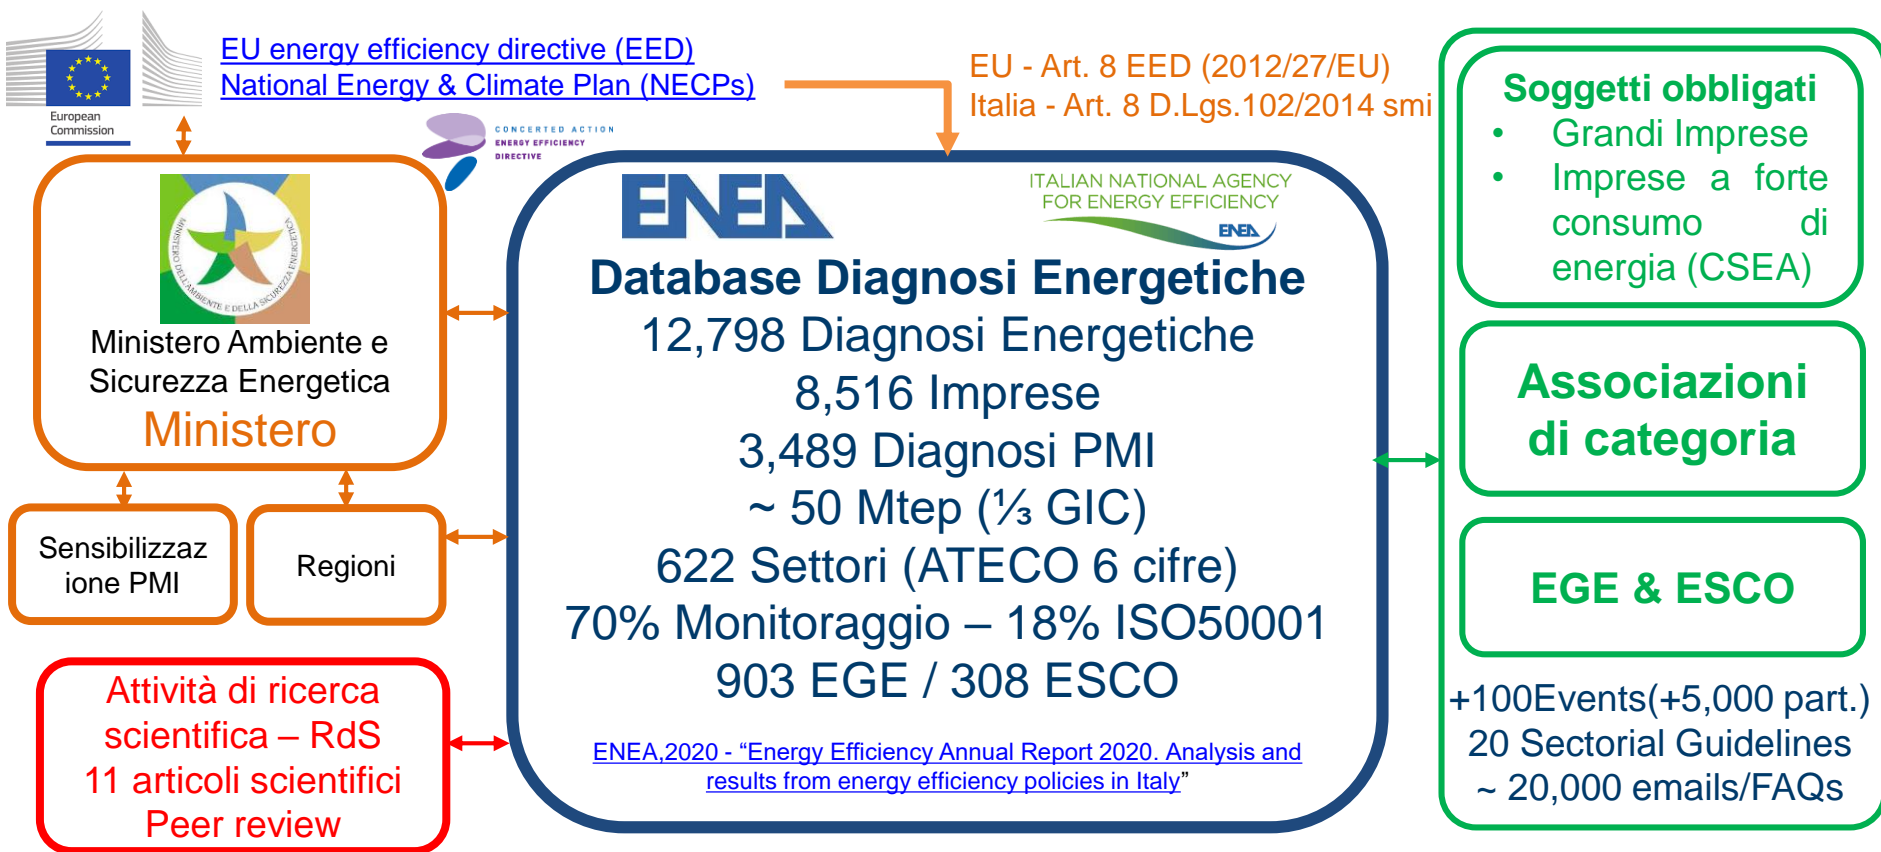 European
Commission
EU energy efficiency directive (EED)
National Energy & Climate Plan (NECPs)
CONCERTED ACTION
ENERGY EFFICIENCY
DIRECTIVE
EU - Art. 8 EED (2012/27/EU)
Italia - Art. 8 D.Lgs.102/2014 smi
MINISTERO DELL'AMBIENTE E DELLA SICUREZZA ENERGETICA
Ministero Ambiente e
Sicurezza Energetica
Ministero
Sensibilizzaz
ione PMI
Regioni
Attività di ricerca
scientifica – RdS
11 articoli scientifici
Peer review
ENEA
ITALIAN NATIONAL AGENCY
FOR ENERGY EFFICIENCY
ENEA
Database Diagnosi Energetiche
12,798 Diagnosi Energetiche
8,516 Imprese
3,489 Diagnosi PMI
~ 50 Mtep (⅓ GIC)
622 Settori (ATECO 6 cifre)
70% Monitoraggio – 18% ISO50001
903 EGE / 308 ESCO
ENEA,2020 - “Energy Efficiency Annual Report 2020. Analysis and
results from energy efficiency policies in Italy”
Soggetti obbligati
• Grandi Imprese
• Imprese a forte
consumo di
energia (CSEA)
Associazioni
di categoria
EGE & ESCO
+100Events(+5,000 part.)
20 Sectorial Guidelines
~ 20,000 emails/FAQs